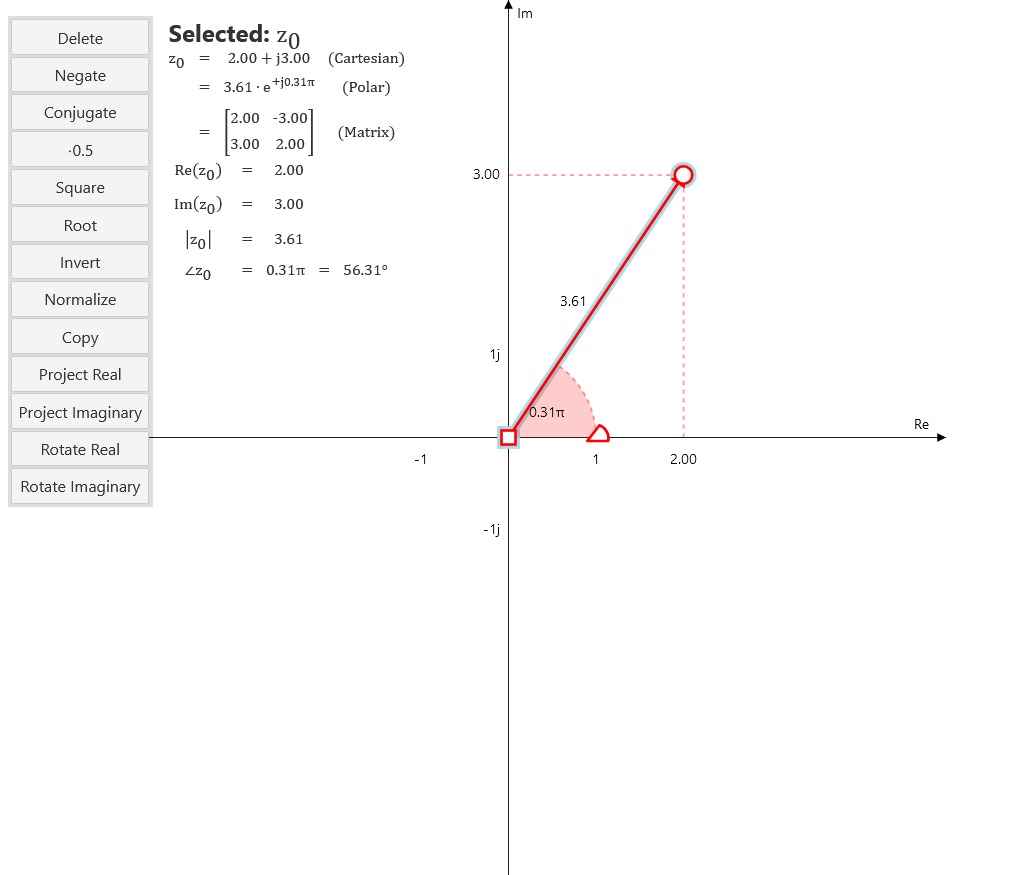 Delete
Negate
Conjugate
·0.5
Square
Root
Invert
Normalize
Copy
Project Real
Project Imaginary
Rotate Real
Rotate Imaginary
Selected: z0
z0 = 2.00 + j3.00 (Cartesian)
= 3.61 · e+j0.31π (Polar)
= [2.00 -3.00
3.00 2.00] (Matrix)
Re(z0) = 2.00
Im(z0) = 3.00
|z0| = 3.61
∠z0 = 0.31π = 56.31°
Im
3.00
3.61
1j
0.31π
Re
-1 1 2.00
-1j